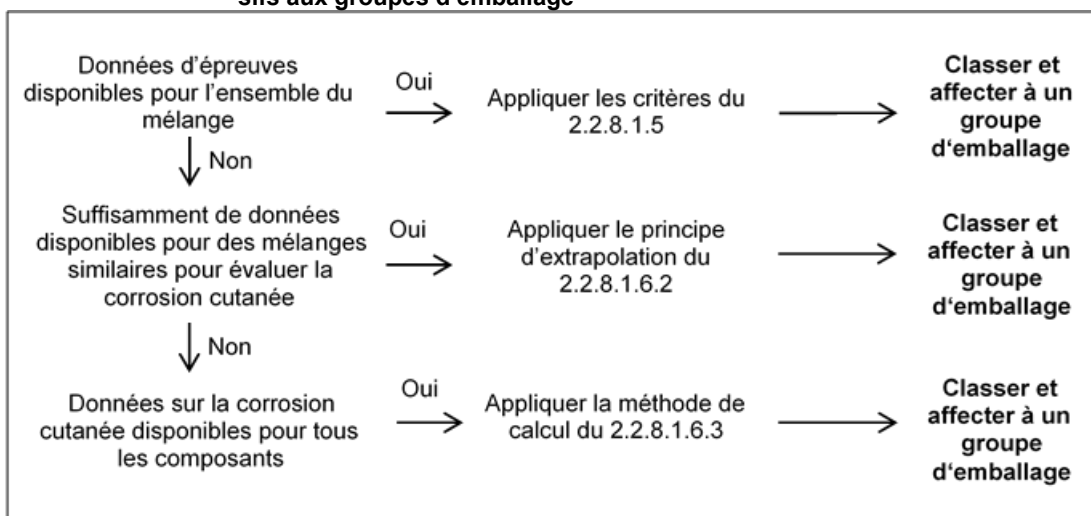 sifs aux groupes d'emballage
Données d'épreuves
disponibles pour l'ensemble du
mélange
Oui
Appliquer les critères du
2.2.8.1.5
Classer et
affecter à un
groupe
d'emballage
Non
Suffisamment de données
disponibles pour des mélanges
similaires pour évaluer la
corrosion cutanée
Oui
Appliquer le principe
d'extrapolation du
2.2.8.1.6.2
Classer et
affecter à un
groupe
d'emballage
Non
Données sur la corrosion
cutanée disponibles pour tous
les composants
Oui
Appliquer la méthode de
calcul du 2.2.8.1.6.3
Classer et
affecter à un
groupe
d'emballage